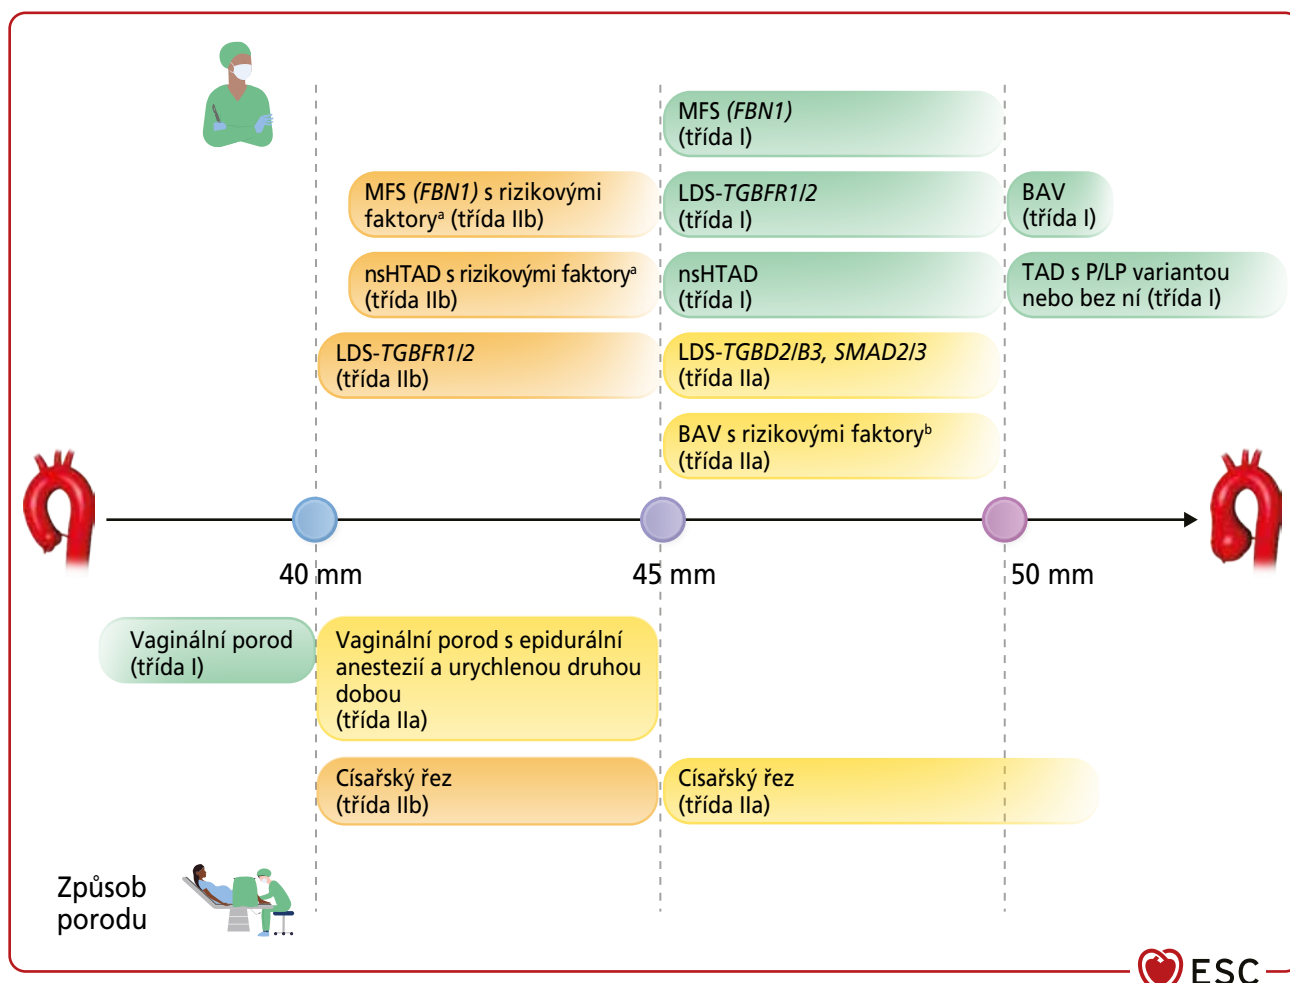 MFS (FBN1)
(třída I)
MFS (FBN1) s rizikovými
faktoryᵃ (třída IIb)
LDS-TGBFR1/2
(třída I)
BAV
(třída I)
nsHTAD s rizikovými faktoryᵃ
(třída IIb)
nsHTAD
(třída I)
TAD s P/LP variantou
nebo bez ní (třída I)
LDS-TGBFR1/2
(třída IIb)
LDS-TGBD2/B3, SMAD2/3
(třída IIa)
BAV s rizikovými faktoryᵇ
(třída IIa)
40 mm
45 mm
50 mm
Vaginální porod
(třída I)
Vaginální porod s epidurální
anestezií a urychlenou druhou
dobou
(třída IIa)
Císařský řez
(třída IIb)
Císařský řez
(třída IIa)
Způsob
porodu
ESC